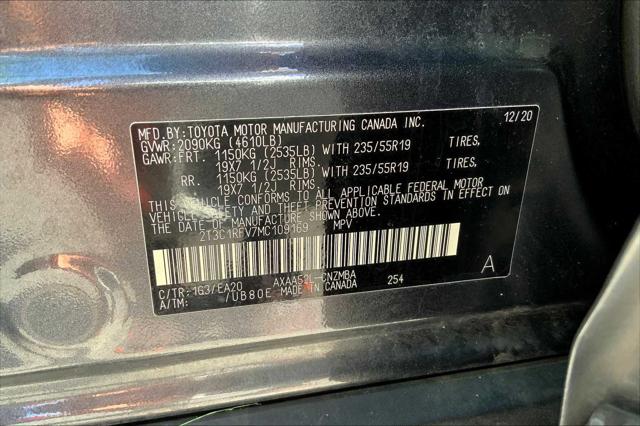 MFD.BY:TOYOTA MOTOR MANUFACTURING CANADA INC. 12/20
GVWR:2090KG (4610LB)
GAWR:FRT. 1150KG (2535LB) WITH 235/55R19 TIRES,
19X7 1/2J RIMS.
RR. 1150KG (2535LB) WITH 235/55R19 TIRES,
19X7 1/2J RIMS.
THIS VEHICLE CONFORMS TO ALL APPLICABLE FEDERAL MOTOR
VEHICLE SAFETY AND BUMPER STANDARDS IN EFFECT ON
THE DATE OF MANUFACTURE SHOWN ABOVE.
2T3C1RFV7MC109169 MPV
C/TR:1G3/EA20 AXAA52L-CNZMBA 254 A
A/TM: /UB80E MADE IN CANADA